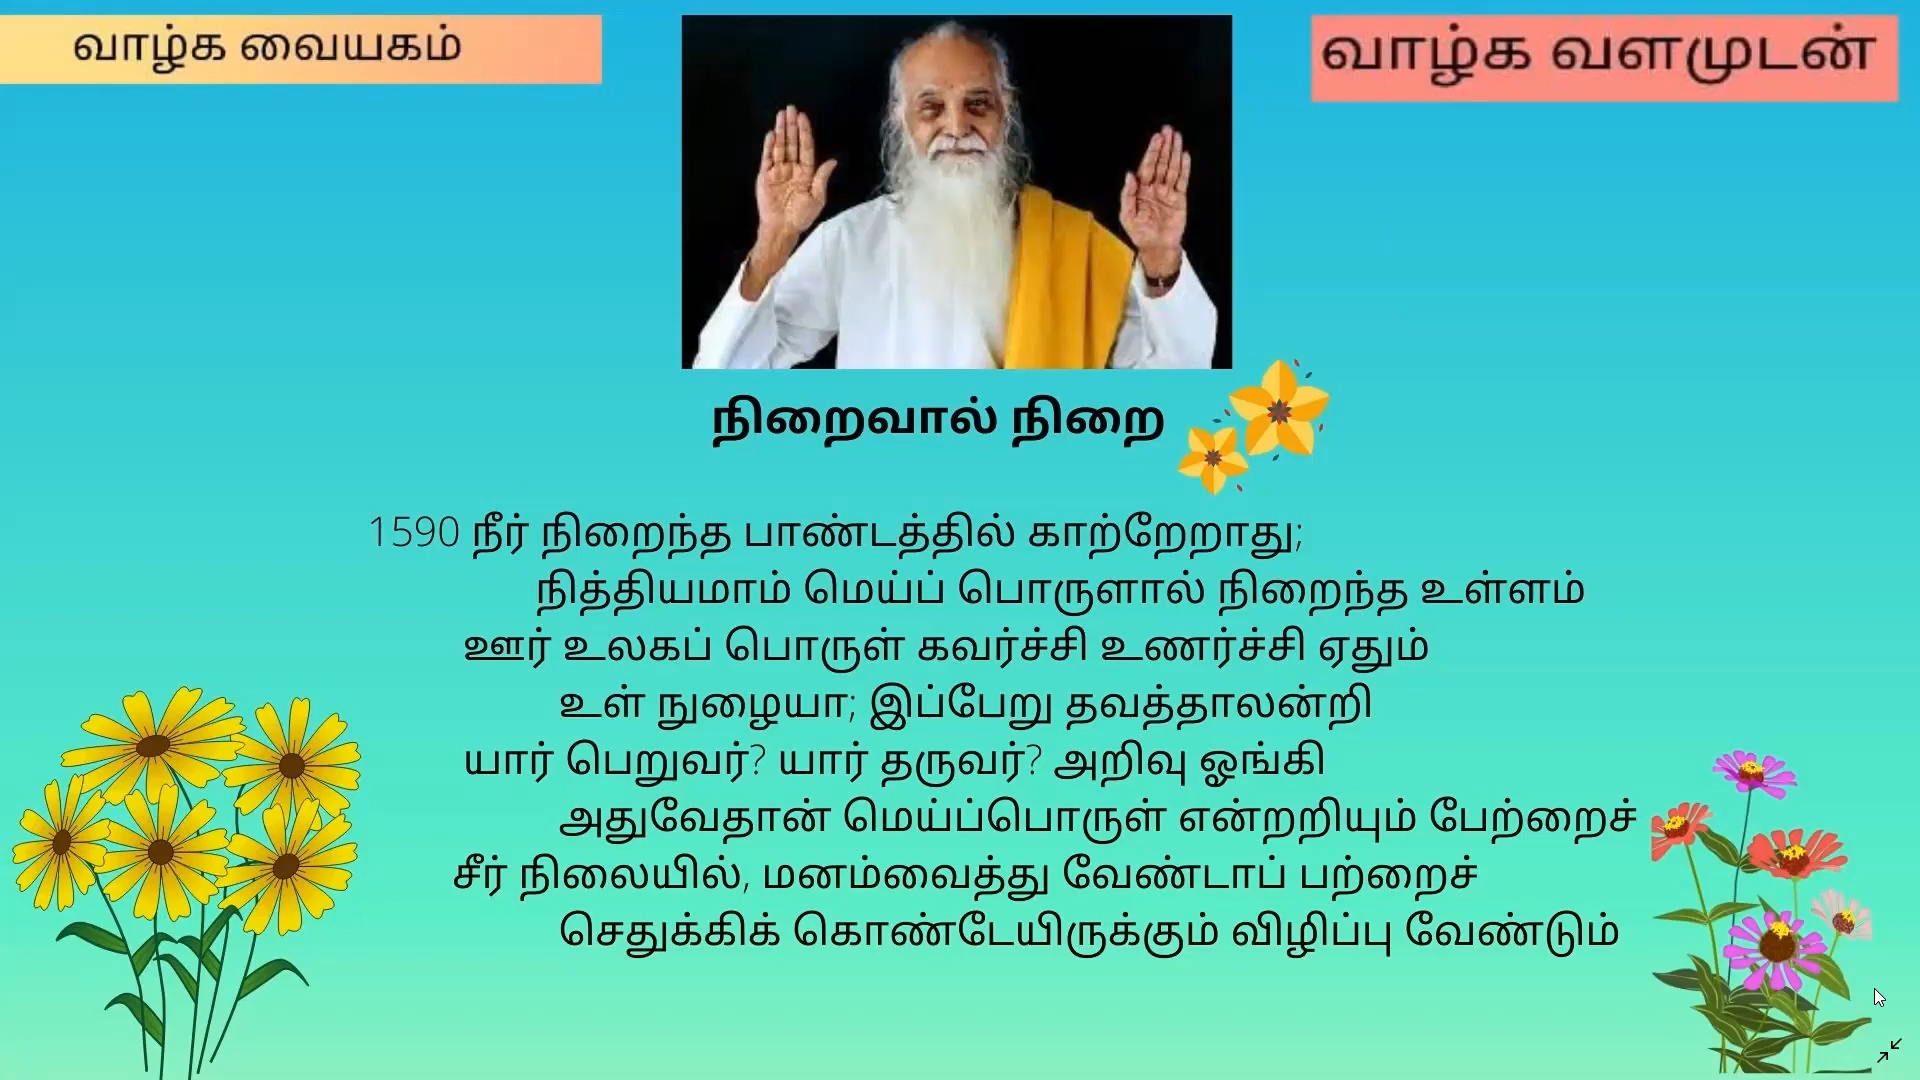 வாழ்க வையகம்
வாழ்க வளமுடன்
நிறைவால் நிறை
1590 நீர் நிறைந்த பாண்டத்தில் காற்றேறாது;
நித்தியமாம் மெய்ப் பொருளால் நிறைந்த உள்ளம்
ஊர் உலகப் பொருள் கவர்ச்சி உணர்ச்சி ஏதும்
உள் நுழையா; இப்பேறு தவத்தாலன்றி
யார் பெறுவர்? யார் தருவர்? அறிவு ஓங்கி
அதுவேதான் மெய்ப்பொருள் என்றறியும் பேற்றைச்
சீர் நிலையில், மனம்வைத்து வேண்டாப் பற்றைச்
செதுக்கிக் கொண்டேயிருக்கும் விழிப்பு வேண்டும்